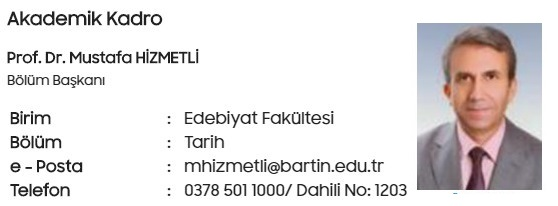 Akademik Kadro
Prof. Dr. Mustafa HİZMETLİ
Bölüm Başkanı
Birim : Edebiyat Fakültesi
Bölüm : Tarih
e - Posta : mhizmetli@bartin.edu.tr
Telefon : 0378 501 1000/ Dahili No: 1203